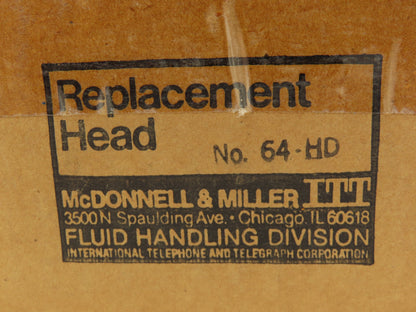 Replacement
Head
No. 64-HD
McDONNELL & MILLER ITT
3500 N Spaulding Ave. • Chicago, IL 60618
FLUID HANDLING DIVISION
INTERNATIONAL TELEPHONE AND TELEGRAPH CORPORATION